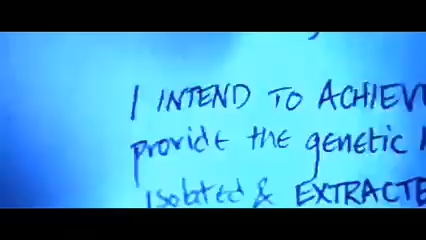 I INTEND TO ACHIEV
provide the genetic
isolated & EXTRACTE